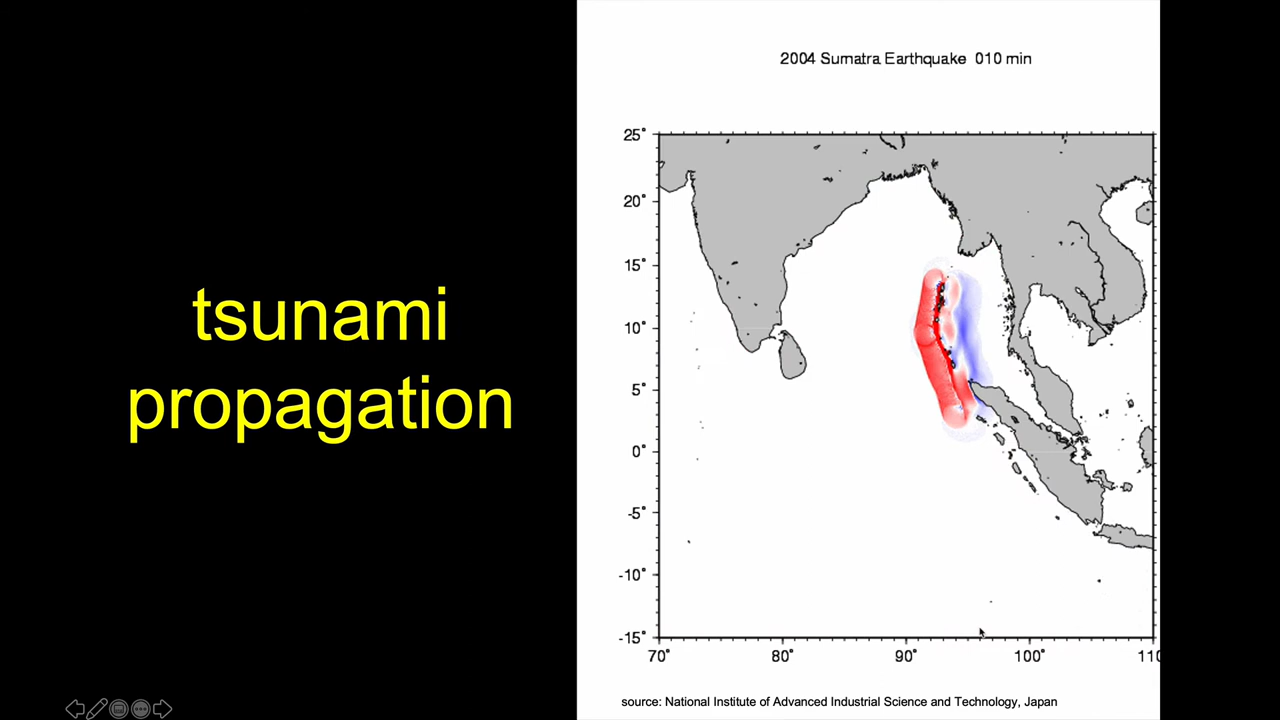 tsunami
propagation
2004 Sumatra Earthquake 010 min
25°
20°
15°
10°
5°
0°
-5°
-10°
-15°
70° 80° 90° 100° 110
source: National Institute of Advanced Industrial Science and Technology, Japan